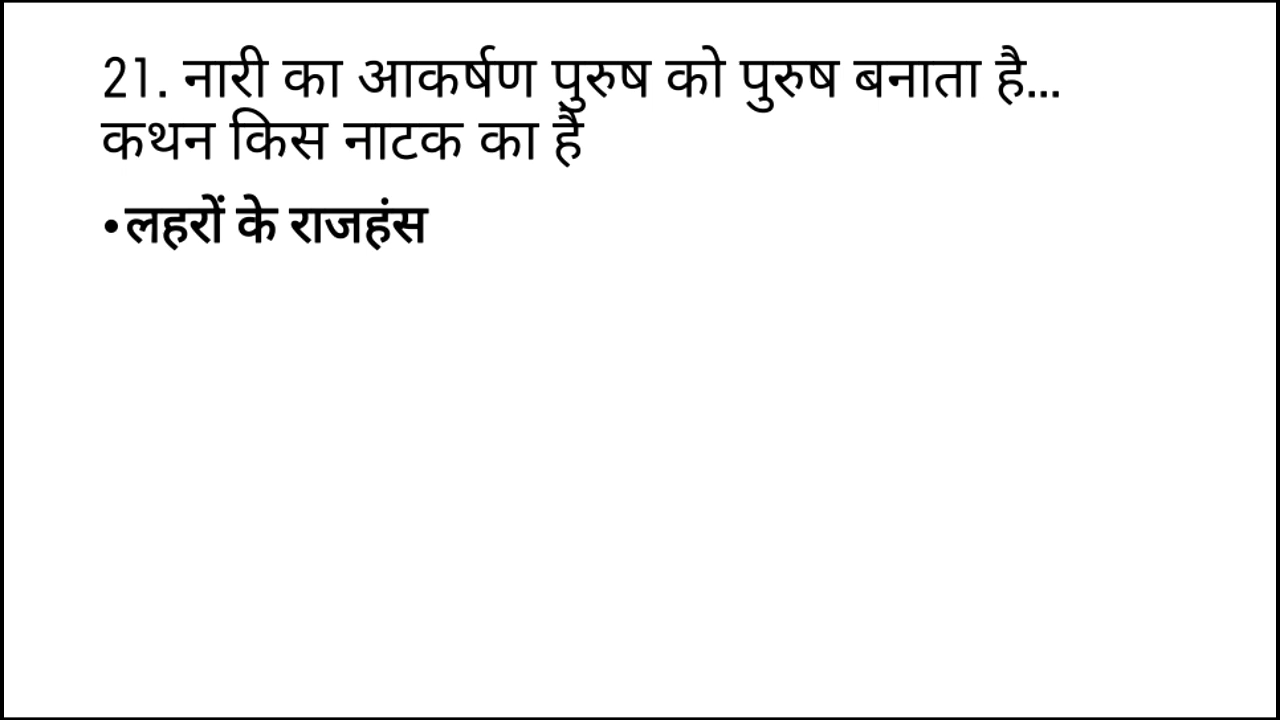 21. नारी का आकर्षण पुरुष को पुरुष बनाता है...
कथन किस नाटक का है
•लहरों के राजहंस